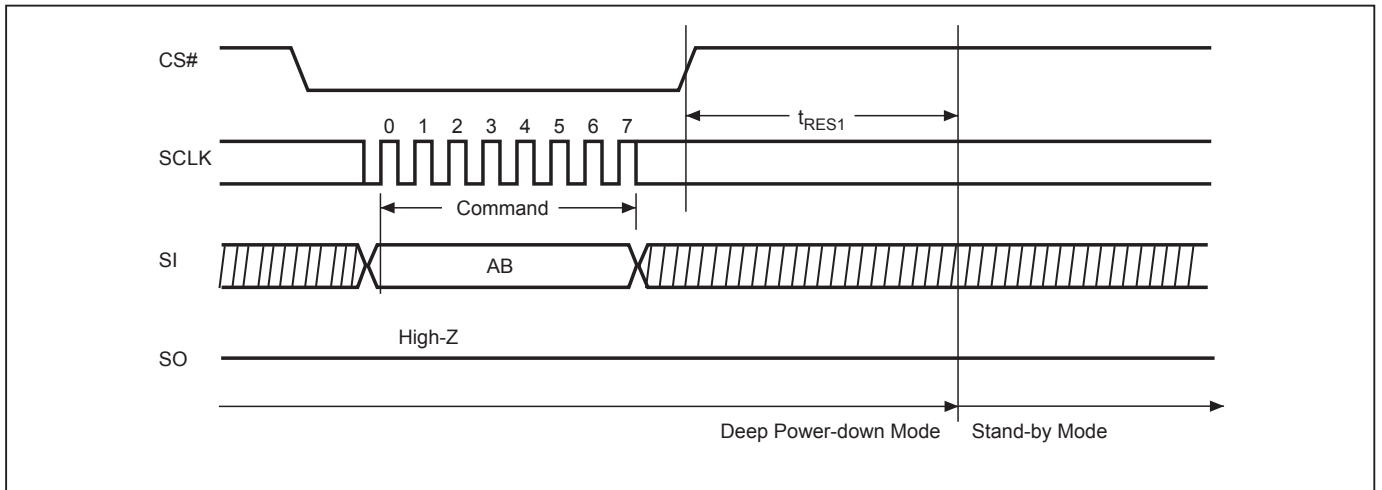 CS#
tRES1
0 1 2 3 4 5 6 7
SCLK
Command
SI
AB
High-Z
SO
Deep Power-down Mode
Stand-by Mode